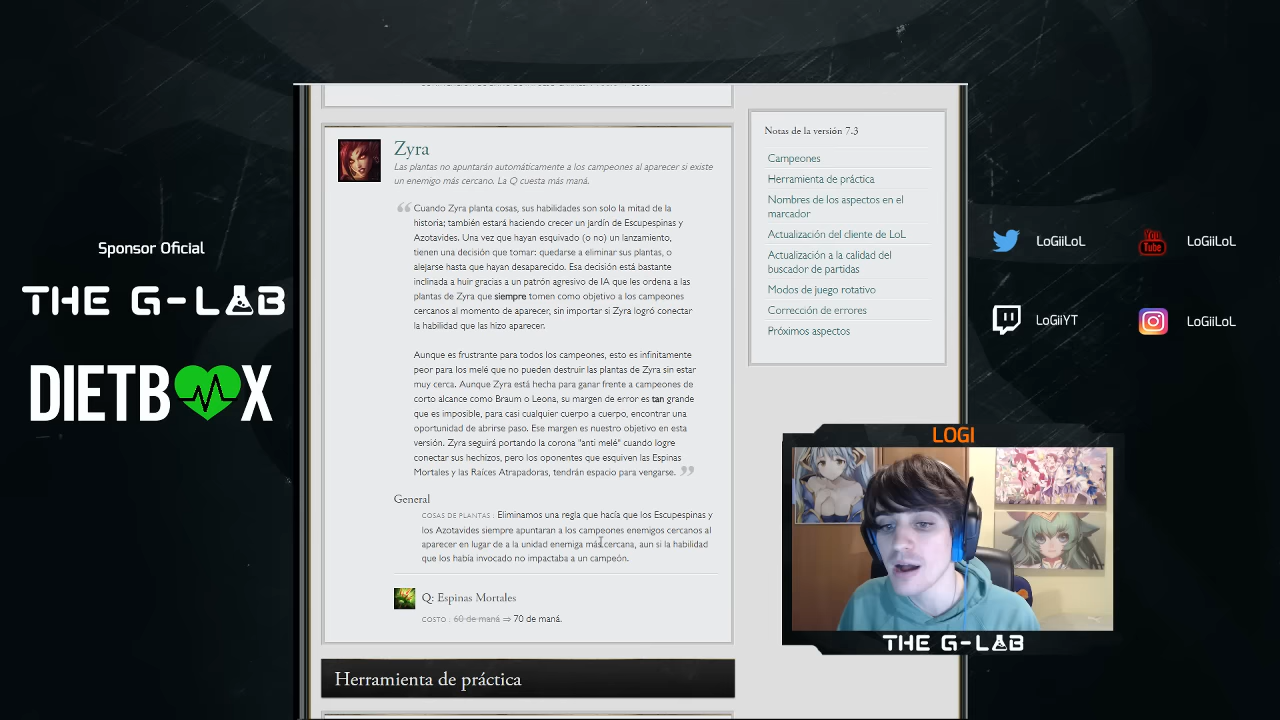 Zyra
Las plantas no apuntarán automáticamente a los campeones al aparecer si existe
un enemigo más cercano. La Q cuesta más maná.
Cuando Zyra planta cosas, sus habilidades son solo la mitad de la
historia; también estará haciendo crecer un jardín de Escupespinas y
Azotavides. Una vez que hayan esquivado (o no) un lanzamiento,
tienen una decisión que tomar: quedarse a eliminar sus plantas, o
alejarse hasta que hayan desaparecido. Esa decisión está bastante
inclinada a huir gracias a un patrón agresivo de IA que les ordena a las
plantas de Zyra que siempre tomen como objetivo a los campeones
cercanos al momento de aparecer, sin importar si Zyra logró conectar
la habilidad que las hizo aparecer.
Aunque es frustrante para todos los campeones, esto es infinitamente
peor para los melé que no pueden destruir las plantas de Zyra sin estar
muy cerca. Aunque Zyra está hecha para ganar frente a campeones de
corto alcance como Braum o Leona, su margen de error es tan grande
que es imposible, para casi cualquier cuerpo a cuerpo, encontrar una
oportunidad de abrirse paso. Ese margen es nuestro objetivo en esta
versión. Zyra seguirá portando la corona "anti melé" cuando logre
conectar sus hechizos, pero los oponentes que esquiven las Espinas
Mortales y las Raíces Atrapadoras, tendrán espacio para vengarse.
General
COSAS DE PLANTAS : Eliminamos una regla que hacía que los Escupespinas y
los Azotavides siempre apuntaran a los campeones enemigos cercanos al
aparecer en lugar de a la unidad enemiga más cercana, aun si la habilidad
que los había invocado no impactaba a un campeón.
Q: Espinas Mortales
COSTO : 60 de maná ⇒ 70 de maná.
Herramienta de práctica
Notas de la versión 7.3
Campeones
Herramienta de práctica
Nombres de los aspectos en el
marcador
Actualización del cliente de LoL
Actualización a la calidad del
buscador de partidas
Modos de juego rotativo
Corrección de errores
Próximos aspectos
Sponsor Oficial
THE G-LAB
DIETBOX
LoGiiLoL
You
Tube
LoGiiLoL
LoGiiYT
LoGiiLoL
LOGI
THE G-LAB